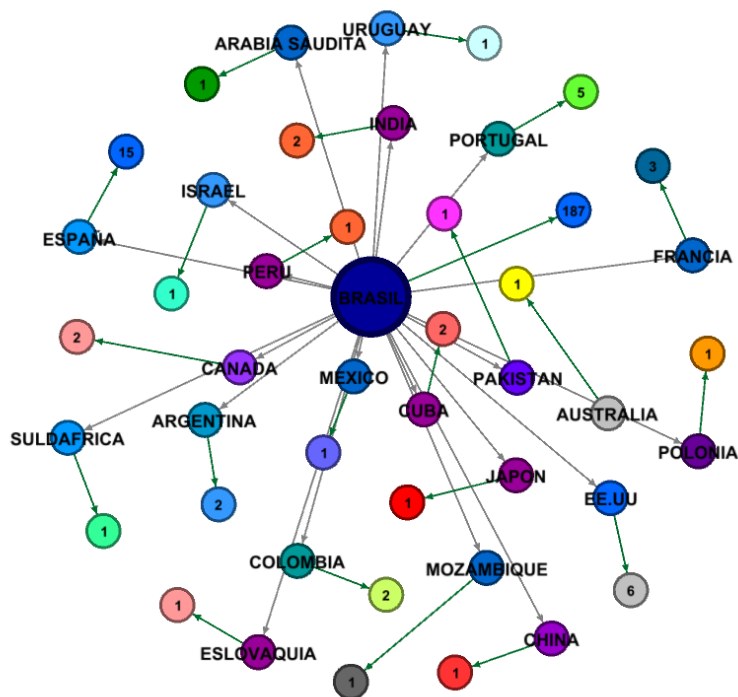 URUGUAY
ARABIA SAUDITA
1
1
5
INDIA
2
PORTUGAL
15
3
ISRAEL
187
1
1
ESPAÑA
FRANCIA
PERU
1
1
BRASIL
2
2
1
CANADA
MEXICO
PAKISTAN
CUBA
AUSTRALIA
ARGENTINA
SULDAFRICA
POLONIA
1
JAPON
EE.UU
2
1
1
COLOMBIA
MOZAMBIQUE
6
2
1
CHINA
ESLOVAQUIA
1
1